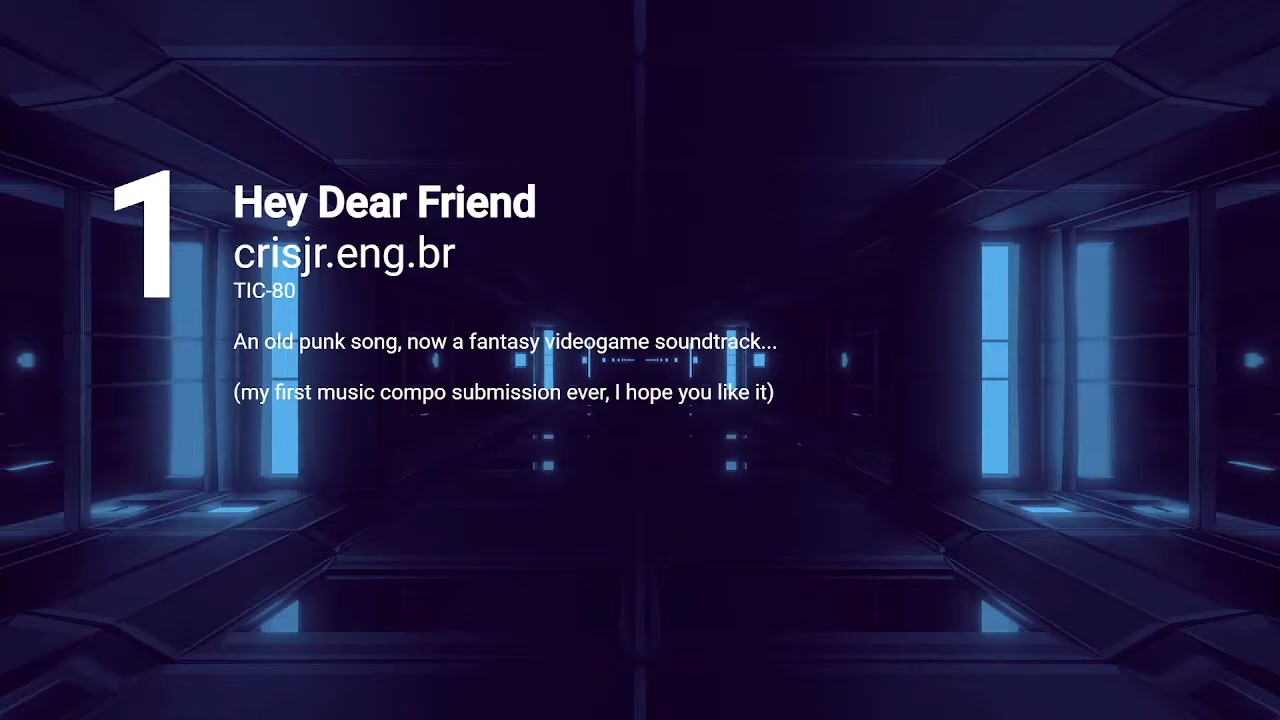 1
Hey Dear Friend
crisjr.eng.br
TIC-80
An old punk song, now a fantasy videogame soundtrack...
(my first music compo submission ever, I hope you like it)